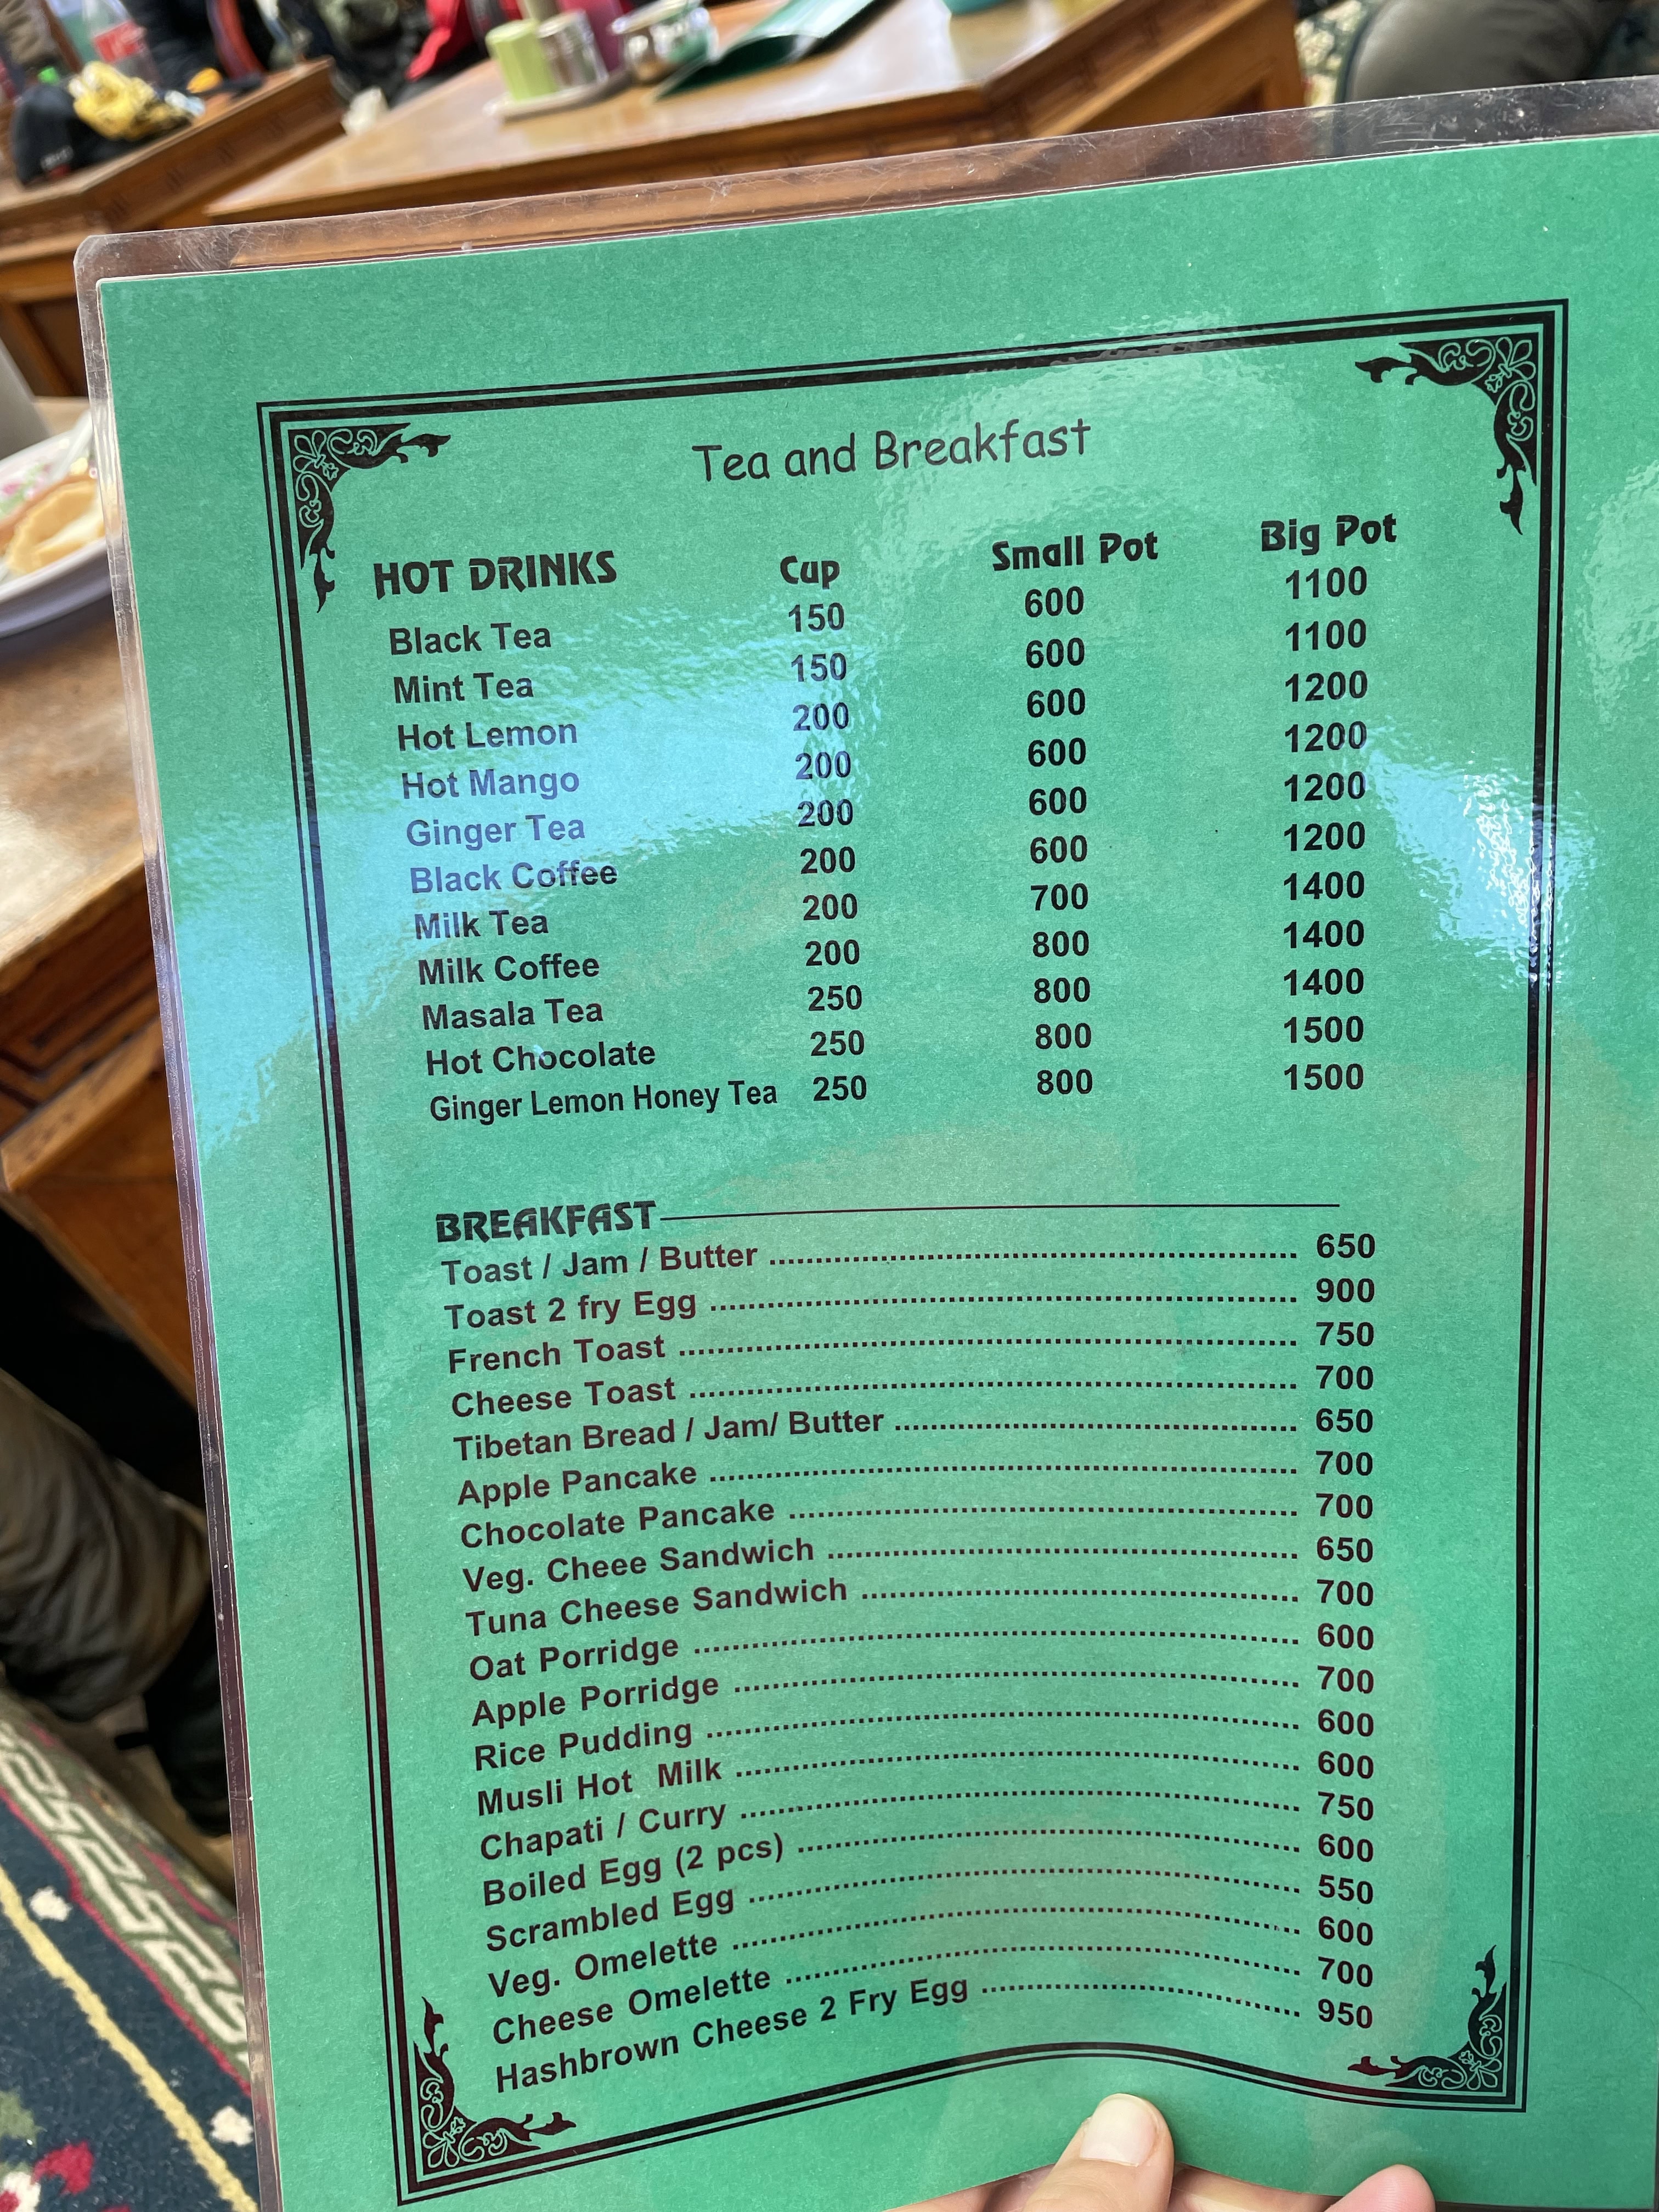 Tea and Breakfast
HOT DRINKS Cup Small Pot Big Pot
Black Tea 150 600 1100
Mint Tea 150 600 1100
Hot Lemon 200 600 1200
Hot Mango 200 600 1200
Ginger Tea 200 600 1200
Black Coffee 200 600 1200
Milk Tea 200 700 1400
Milk Coffee 200 800 1400
Masala Tea 250 800 1400
Hot Chocolate 250 800 1500
Ginger Lemon Honey Tea 250 800 1500
BREAKFAST
Toast / Jam / Butter 650
Toast 2 fry Egg 900
French Toast 750
Cheese Toast 700
Tibetan Bread / Jam/ Butter 650
Apple Pancake 700
Chocolate Pancake 700
Veg. Cheee Sandwich 650
Tuna Cheese Sandwich 700
Oat Porridge 600
Apple Porridge 700
Rice Pudding 600
Musli Hot Milk 600
Chapati / Curry 750
Boiled Egg (2 pcs) 600
Scrambled Egg 550
Veg. Omelette 600
Cheese Omelette 700
Hashbrown Cheese 2 Fry Egg 950